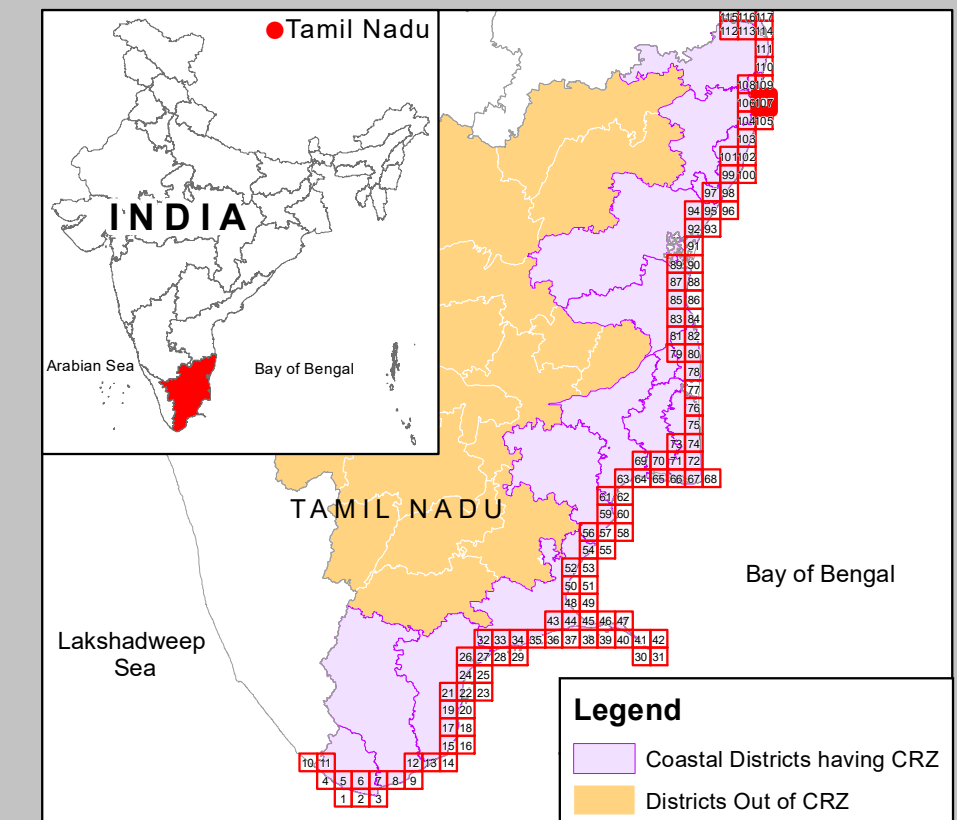 Tamil Nadu
INDIA
Arabian Sea
Bay of Bengal
115 116 117
112 113 114
111
110
108 109
106 107
104 105
103
101 102
99 100
97 98
94 95 96
92 93
91
89 90
87 88
85 86
83 84
81 82
79 80
78
77
76
75
73 74
69 70 71 72
63 64 65 66 67 68
61 62
59 60
56 57 58
54 55
52 53
50 51
48 49
43 44 45 46 47
32 33 34 35 36 37 38 39 40 41 42
26 27 28 29 30 31
24 25
21 22 23
19 20
17 18
15 16
10 11 12 13 14
4 5 6 7 8 9
1 2 3
TAMIL NADU
Bay of Bengal
Lakshadweep
Sea
Legend
Coastal Districts having CRZ
Districts Out of CRZ